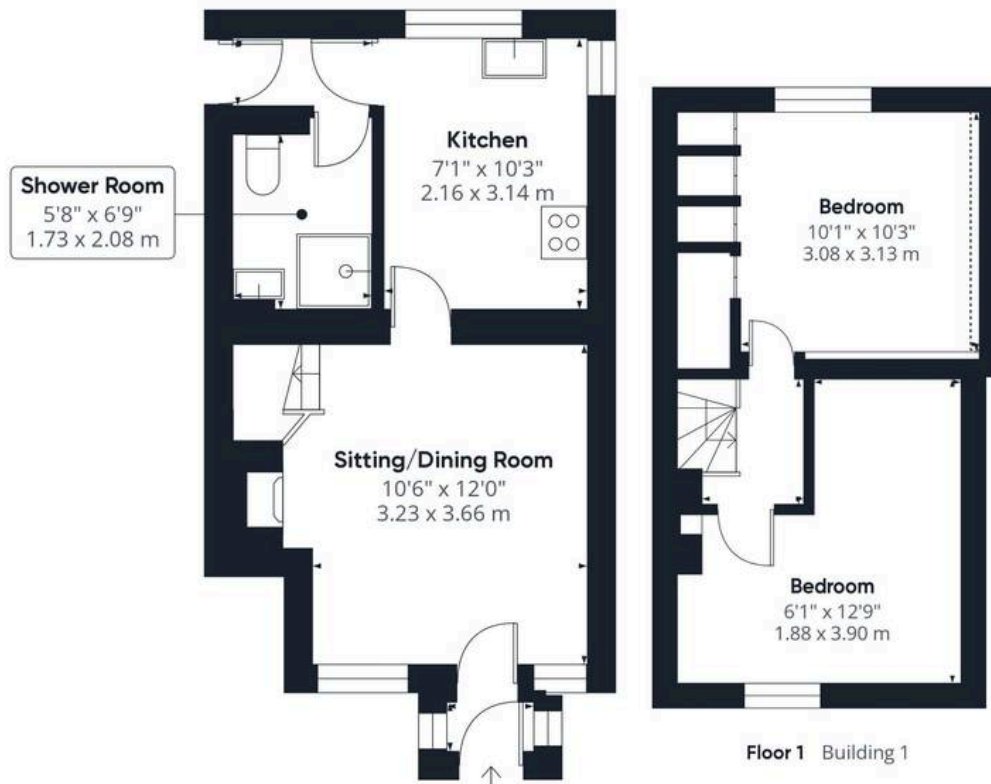 Kitchen
7'1" x 10'3"
2.16 x 3.14 m
Shower Room
5'8" x 6'9"
1.73 x 2.08 m
Sitting/Dining Room
10'6" x 12'0"
3.23 x 3.66 m
Bedroom
10'1" x 10'3"
3.08 x 3.13 m
Bedroom
6'1" x 12'9"
1.88 x 3.90 m
Floor 1 Building 1